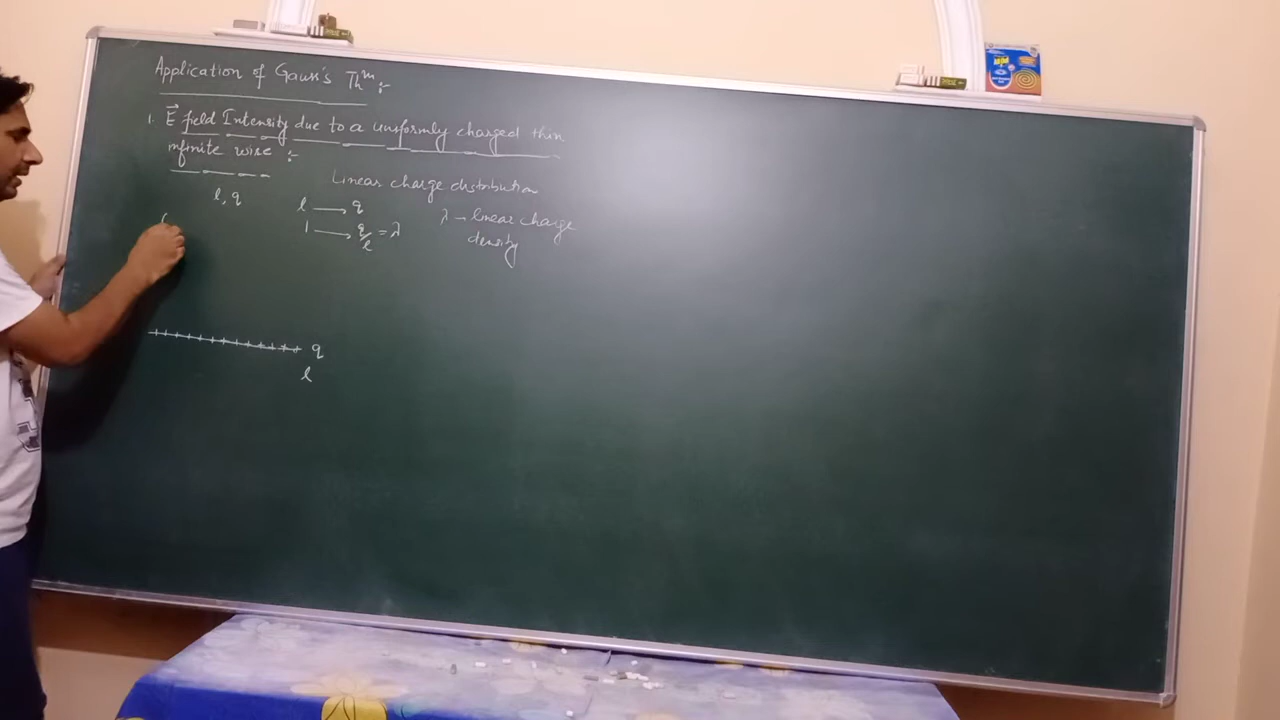 Application of Gauss's Thm :-
1. E⃗ field Intensity due to a uniformly charged thin
infinite wire :-
Linear charge distribution
l, q
l → q
1 → q/l = λ
λ → linear charge
density
q
l